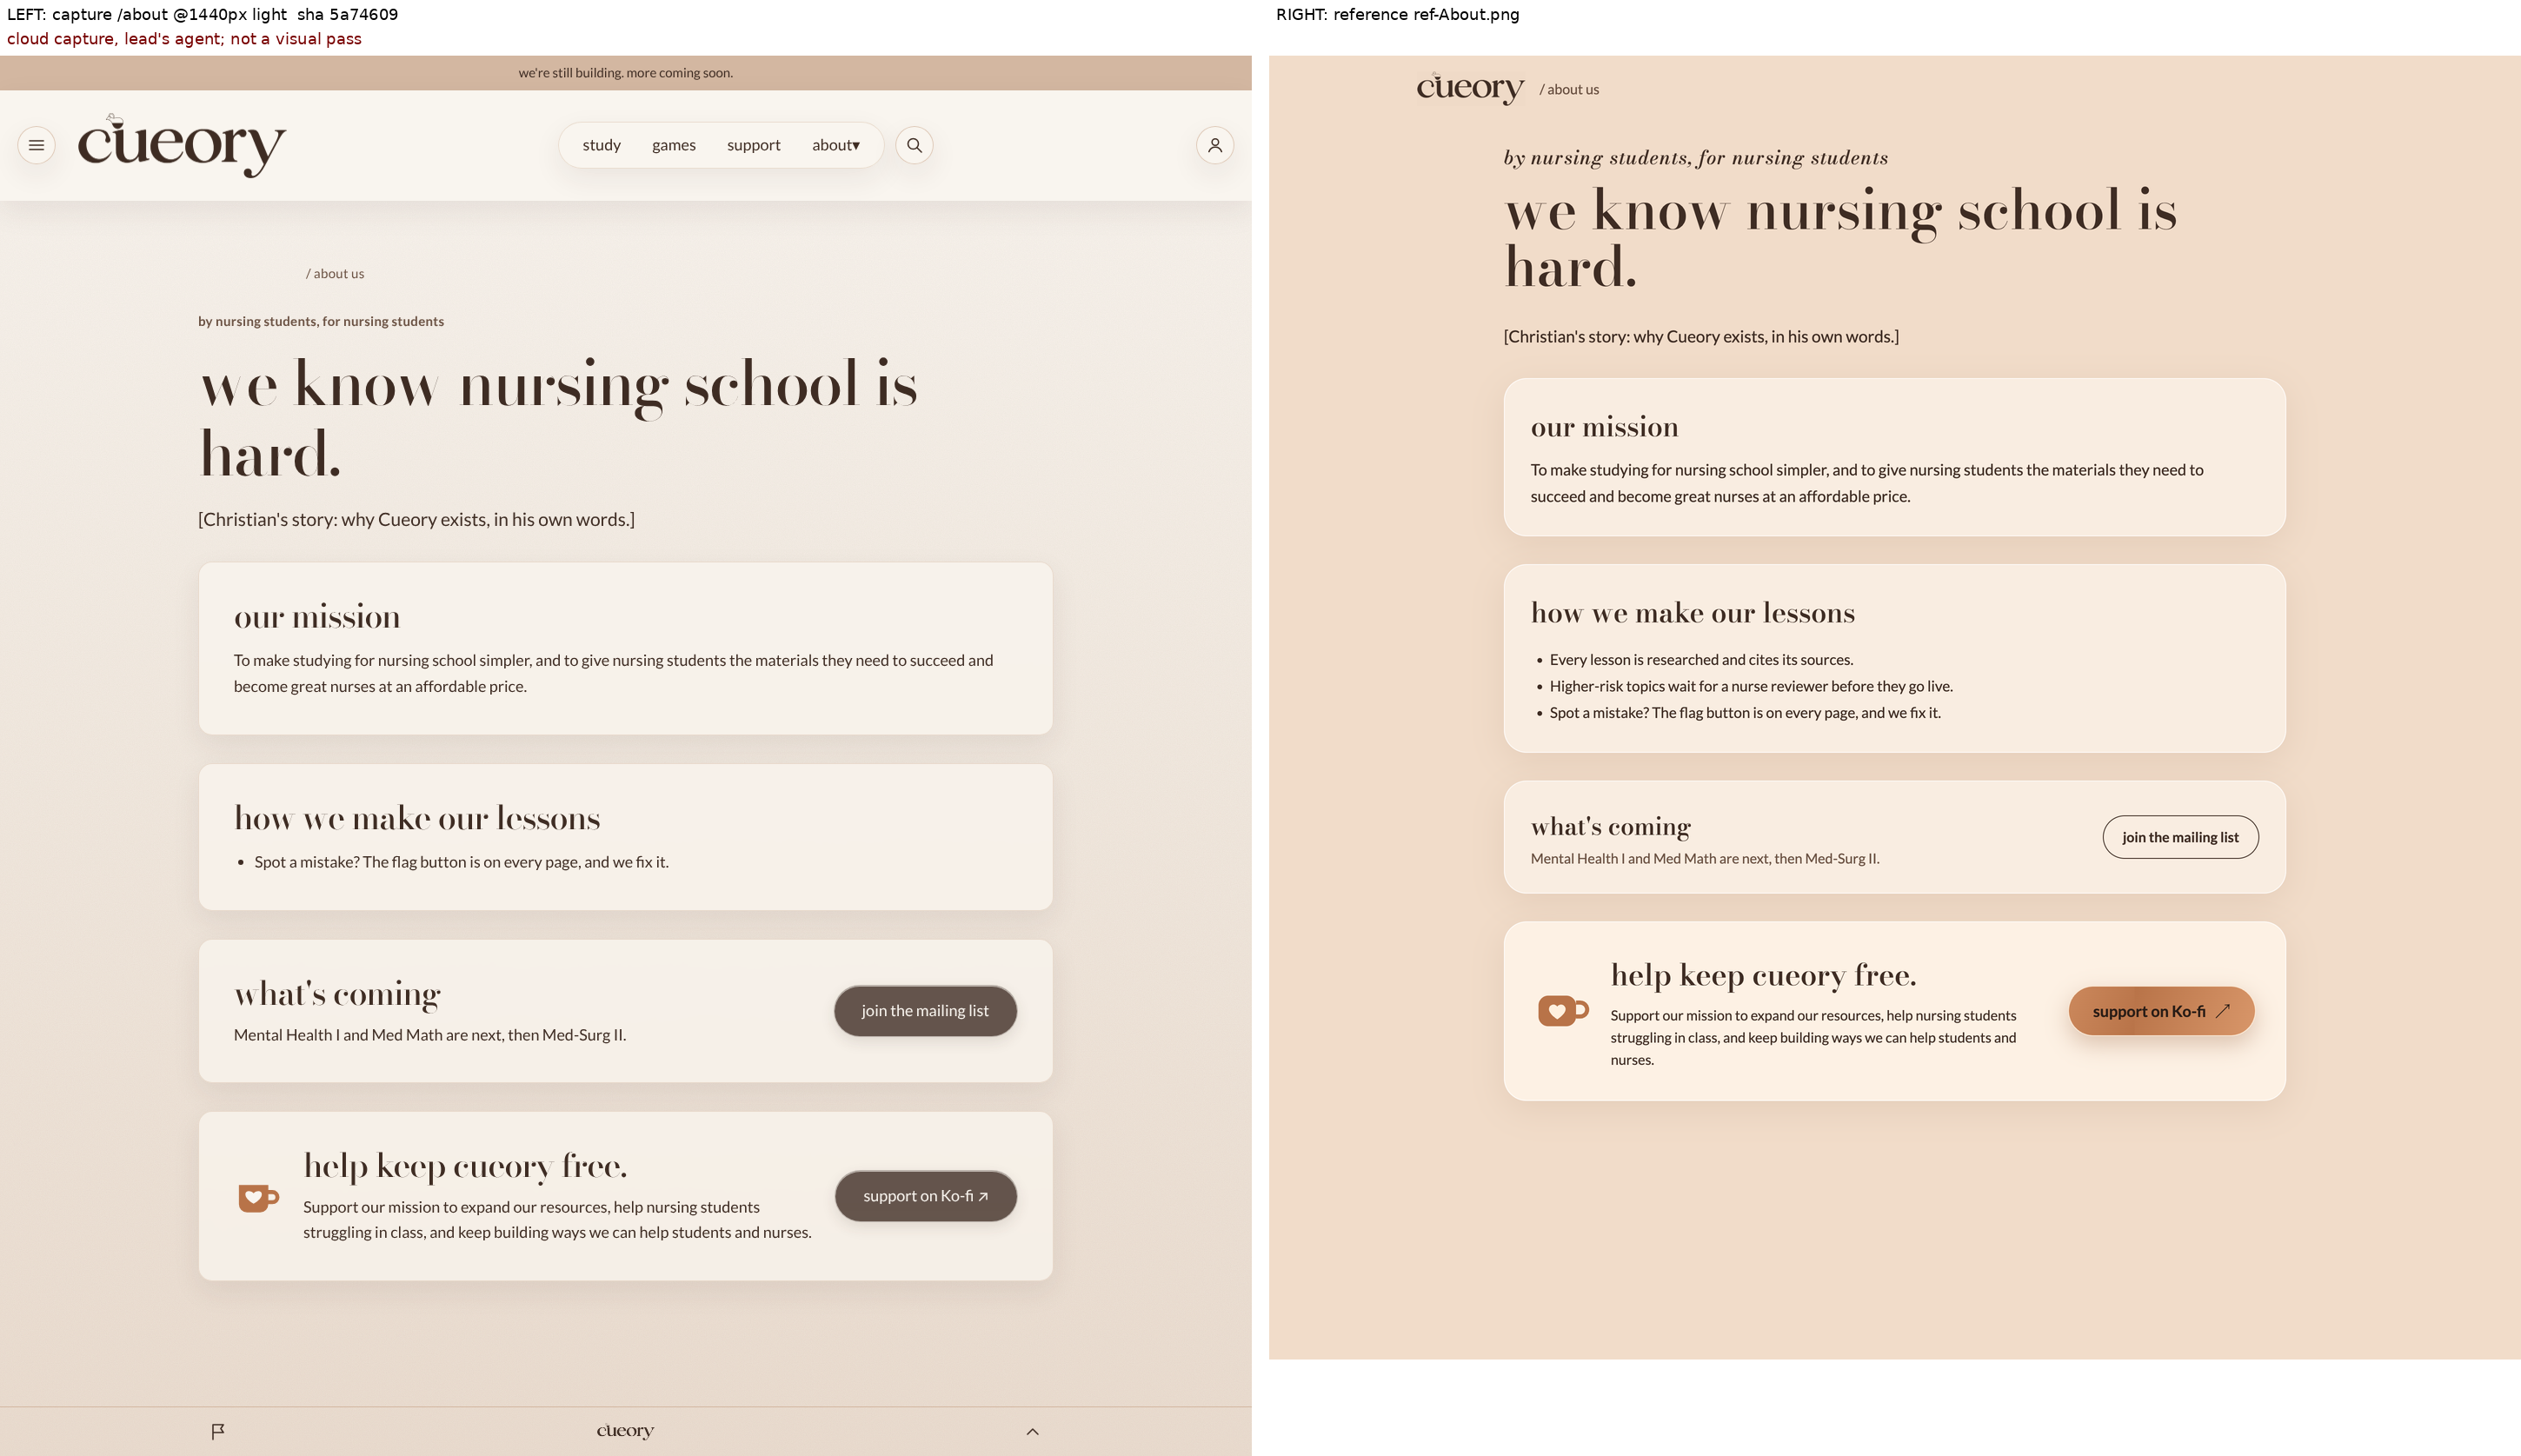 LEFT: capture /about @1440px light  sha 5a74609
cloud capture, lead's agent; not a visual pass
we're still building. more coming soon.
cueory
study
games
support
about▾
/ about us
by nursing students, for nursing students
we know nursing school is
hard.
[Christian's story: why Cueory exists, in his own words.]
our mission
To make studying for nursing school simpler, and to give nursing students the materials they need to succeed and
become great nurses at an affordable price.
how we make our lessons
• Spot a mistake? The flag button is on every page, and we fix it.
what's coming
Mental Health I and Med Math are next, then Med-Surg II.
join the mailing list
help keep cueory free.
Support our mission to expand our resources, help nursing students
struggling in class, and keep building ways we can help students and nurses.
support on Ko-fi ↗
cueory
RIGHT: reference ref-About.png
cueory
/ about us
by nursing students, for nursing students
we know nursing school is
hard.
[Christian's story: why Cueory exists, in his own words.]
our mission
To make studying for nursing school simpler, and to give nursing students the materials they need to
succeed and become great nurses at an affordable price.
how we make our lessons
• Every lesson is researched and cites its sources.
• Higher-risk topics wait for a nurse reviewer before they go live.
• Spot a mistake? The flag button is on every page, and we fix it.
what's coming
Mental Health I and Med Math are next, then Med-Surg II.
join the mailing list
help keep cueory free.
Support our mission to expand our resources, help nursing students
struggling in class, and keep building ways we can help students and
nurses.
support on Ko-fi ↗